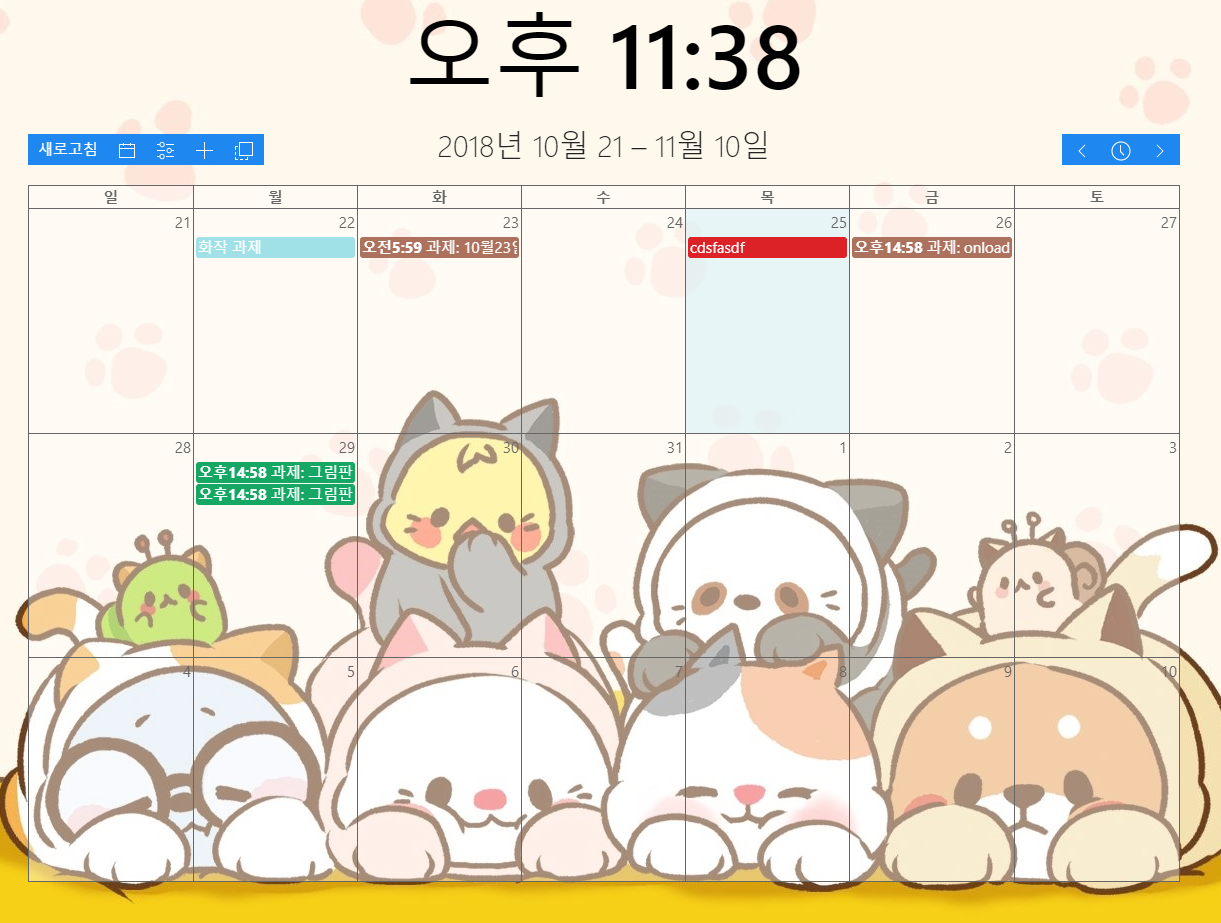 오후 11:38
새로고침
2018년 10월 21 – 11월 10일
일 월 화 수 목 금 토
21 22 23 24 25 26 27
화작 과제 오전5:59 과제: 10월23일 cdsfasdf 오후14:58 과제: onload
28 29 30 31 1 2 3
오후14:58 과제: 그림판
오후14:58 과제: 그림판
4 5 6 7 8 9 10